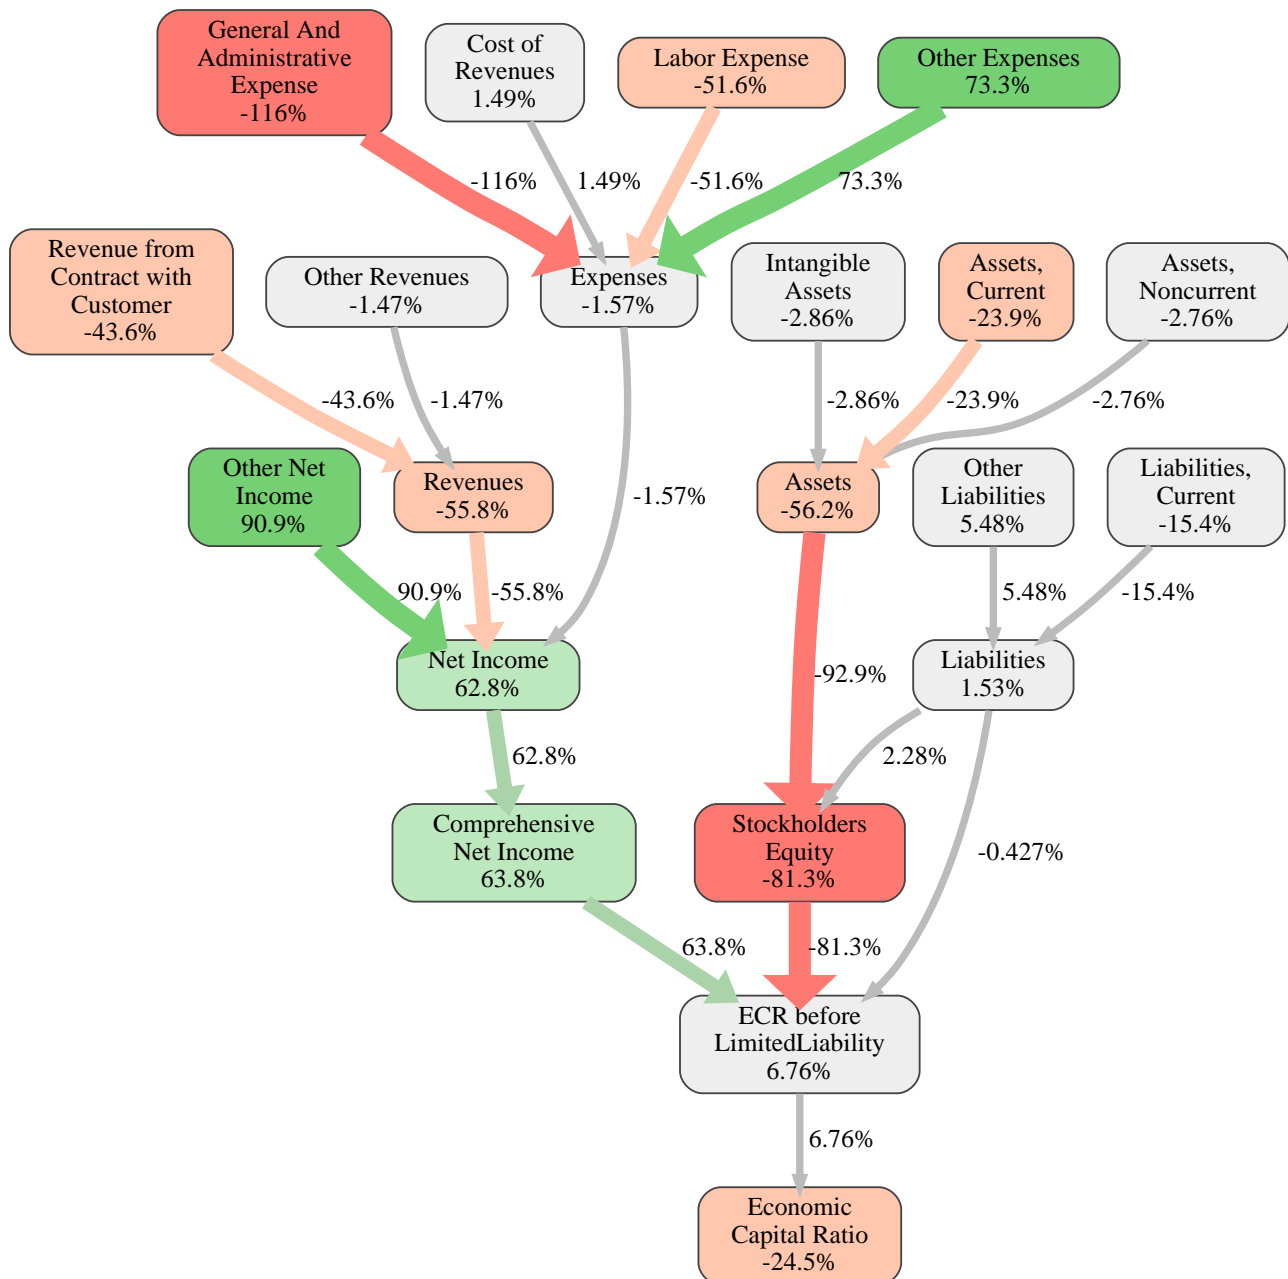 General And
Administrative
Expense
-116%
Cost of
Revenues
1.49%
Labor Expense
-51.6%
Other Expenses
73.3%
-116%
1.49%
-51.6%
73.3%
Revenue from
Contract with
Customer
-43.6%
Other Revenues
-1.47%
Expenses
-1.57%
Intangible
Assets
-2.86%
Assets,
Current
-23.9%
Assets,
Noncurrent
-2.76%
-43.6%
-1.47%
-1.57%
-2.86%
-23.9%
-2.76%
Other Net
Income
90.9%
Revenues
-55.8%
Assets
-56.2%
Other
Liabilities
5.48%
Liabilities,
Current
-15.4%
90.9%
-55.8%
-92.9%
5.48%
-15.4%
Net Income
62.8%
Liabilities
1.53%
62.8%
2.28%
-0.427%
Comprehensive
Net Income
63.8%
Stockholders
Equity
-81.3%
63.8%
-81.3%
ECR before
LimitedLiability
6.76%
6.76%
Economic
Capital Ratio
-24.5%